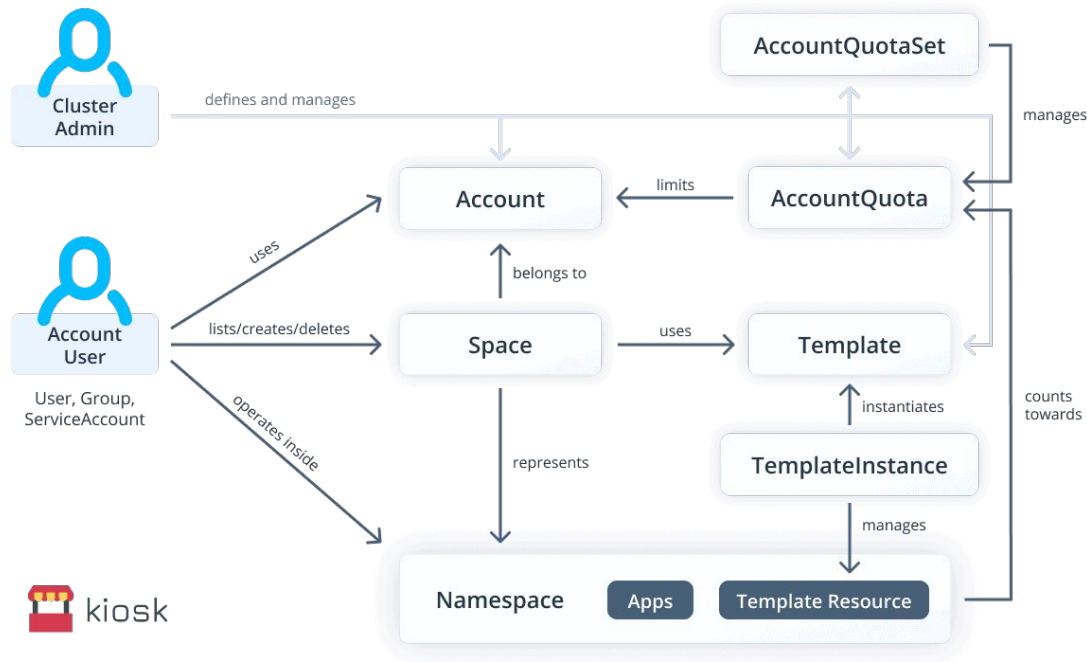 AccountQuotaSet
Cluster
Admin
defines and manages
manages
Account
limits
AccountQuota
uses
belongs to
Account
User
lists/creates/deletes
Space
uses
Template
User, Group,
ServiceAccount
operates inside
instantiates
counts
towards
represents
TemplateInstance
manages
Namespace
Apps
Template Resource
kiosk